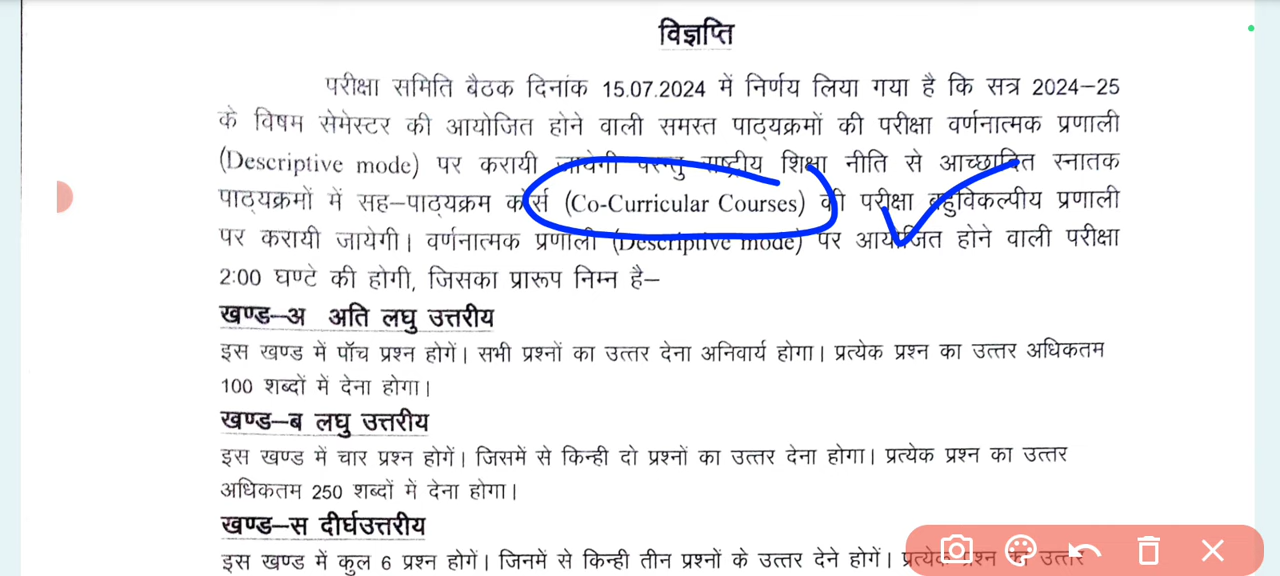 विज्ञप्ति
परीक्षा समिति बैठक दिनांक 15.07.2024 में निर्णय लिया गया है कि सत्र 2024–25
के विषम सेमेस्टर की आयोजित होने वाली समस्त पाठ्यक्रमों की परीक्षा वर्णनात्मक प्रणाली
(Descriptive mode) पर करायी जायेगी परन्तु राष्ट्रीय शिक्षा नीति से आच्छादित स्नातक
पाठ्यक्रमों में सह–पाठ्यक्रम कोर्स (Co-Curricular Courses) की परीक्षा बहुविकल्पीय प्रणाली
पर करायी जायेगी। वर्णनात्मक प्रणाली (Descriptive mode) पर आयोजित होने वाली परीक्षा
2:00 घण्टे की होगी, जिसका प्रारूप निम्न है–
खण्ड–अ अति लघु उत्तरीय
इस खण्ड में पॉच प्रश्न होगें। सभी प्रश्नों का उत्तर देना अनिवार्य होगा। प्रत्येक प्रश्न का उत्तर अधिकतम
100 शब्दों में देना होगा।
खण्ड–ब लघु उत्तरीय
इस खण्ड में चार प्रश्न होगें। जिसमें से किन्ही दो प्रश्नों का उत्तर देना होगा। प्रत्येक प्रश्न का उत्तर
अधिकतम 250 शब्दों में देना होगा।
खण्ड–स दीर्घउत्तरीय
इस खण्ड में कुल 6 प्रश्न होगें। जिनमें से किन्ही तीन प्रश्नों के उत्तर देने होगें। प्रत्येक प्रश्न का उत्तर